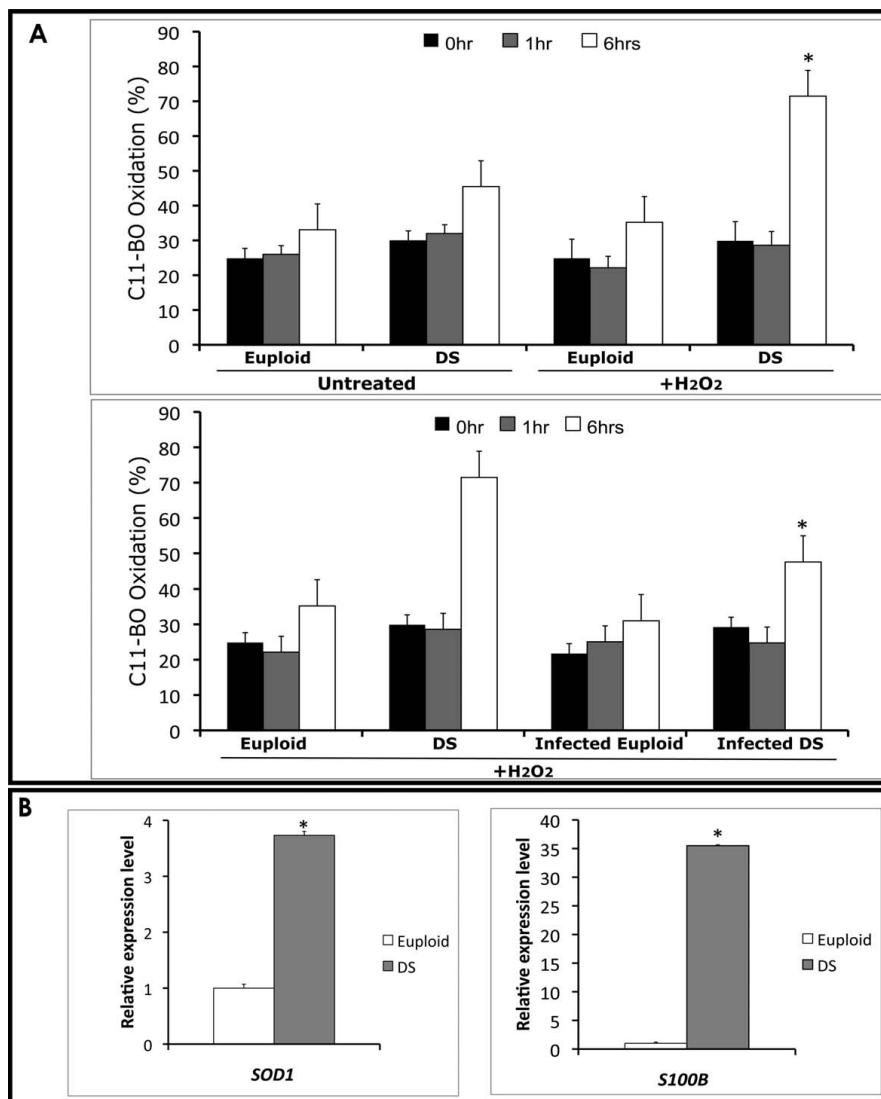 A
90
80
70
60
50
40
30
20
10
0
C11-BO Oxidation (%)
0hr 1hr 6hrs
*
Euploid DS Euploid DS
Untreated +H2O2
90
80
70
60
50
40
30
20
10
0
C11-BO Oxidation (%)
0hr 1hr 6hrs
*
Euploid DS Infected Euploid Infected DS
+H2O2
B
4
3
2
1
0
Relative expression level
*
Euploid
DS
SOD1
40
35
30
25
20
15
10
5
0
Relative expression level
*
Euploid
DS
S100B